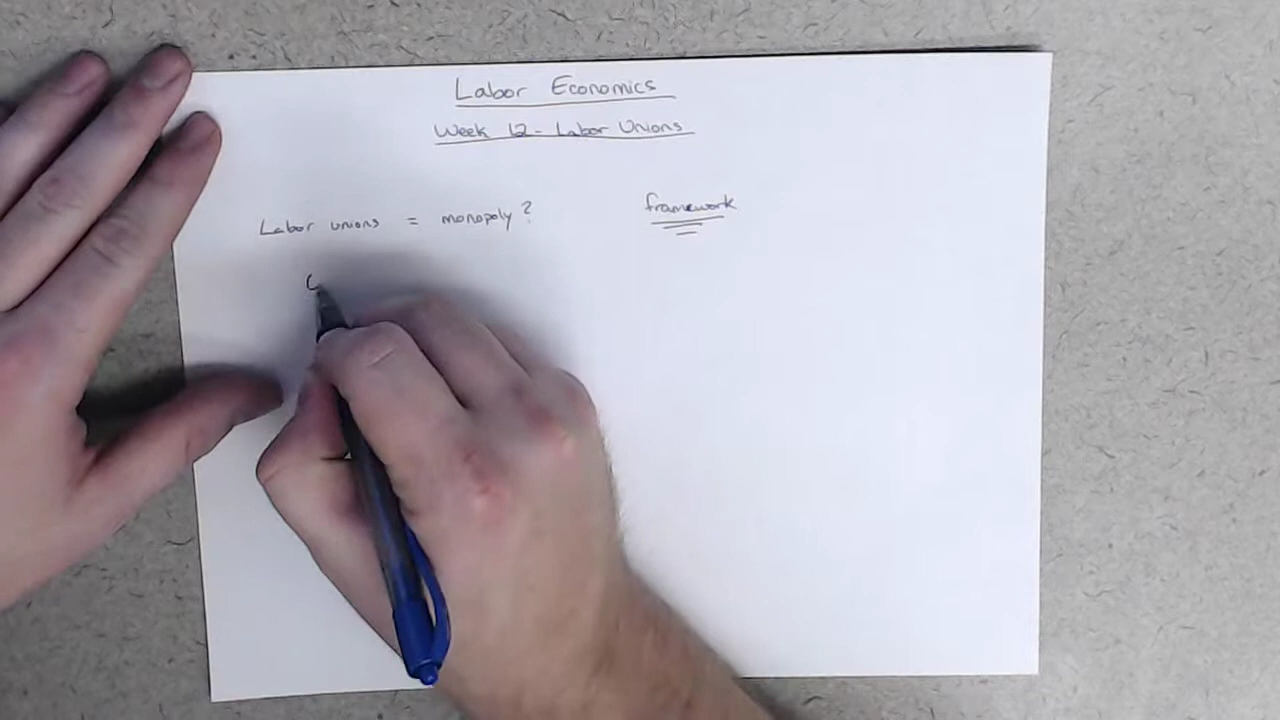 Labor Economics
Week 12 - Labor Unions
Labor unions = monopoly?
framework